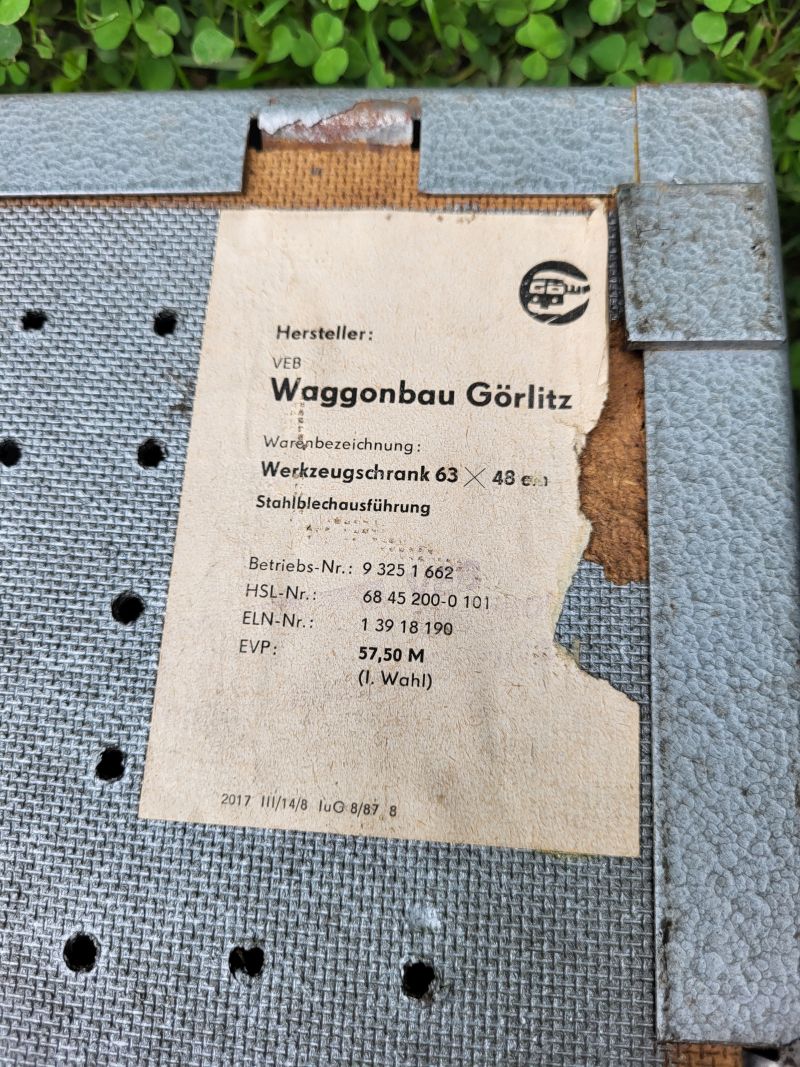 Hersteller:
VEB
Waggonbau Görlitz
Warenbezeichnung:
Werkzeugschrank 63 × 48 cm
Stahlblechausführung
Betriebs-Nr.: 9 325 1 662
HSL-Nr.: 68 45 200-0 101
ELN-Nr.: 1 39 18 190
EVP: 57,50 M
(I. Wahl)
2017 III/14/8 IuG 8/87 8